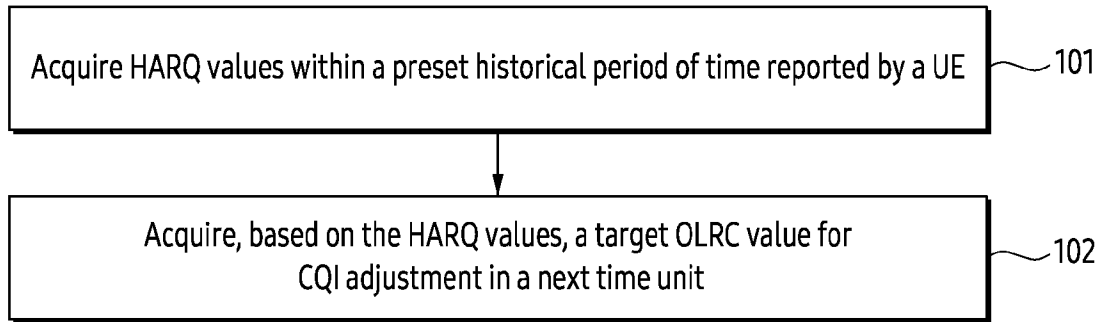 Acquire HARQ values within a preset historical period of time reported by a UE
101
Acquire, based on the HARQ values, a target OLRC value for
CQI adjustment in a next time unit
102